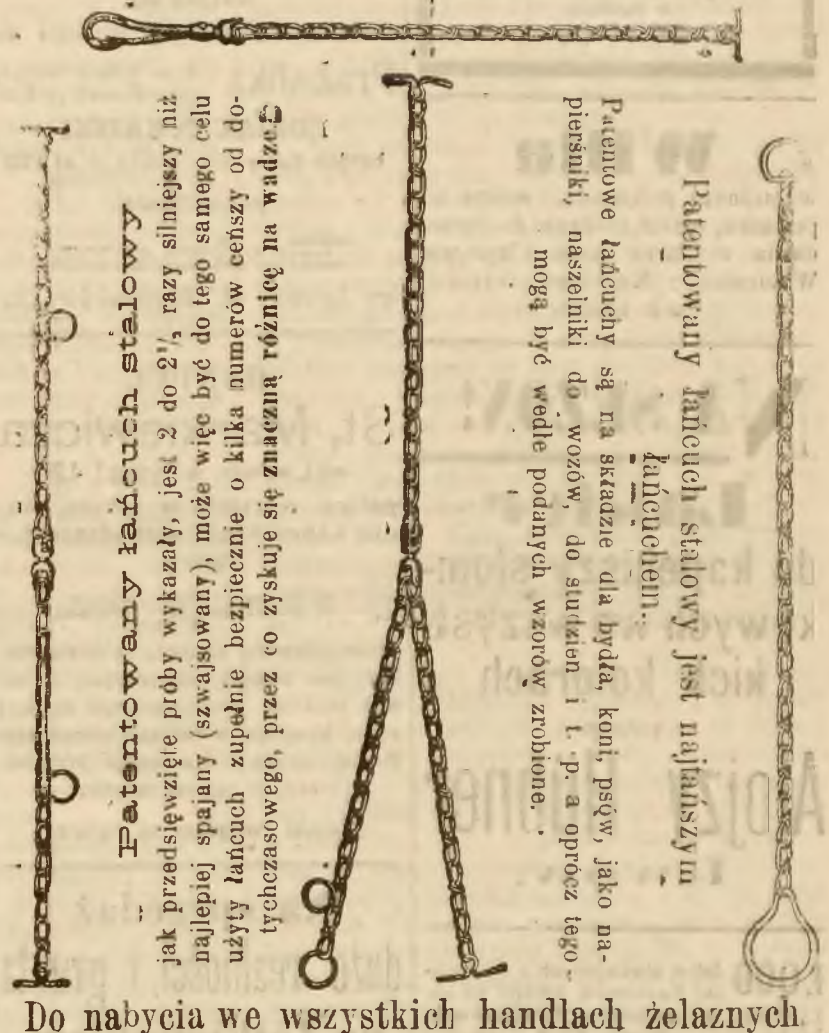 Patentowany łańcuch stalowy
jak przedsięwzięte próby wykazały, jest 2 do 2½ razy silniejszy niż
najlepiej spajany (szwajsowany), może więc być do tego samego celu
użyty łańcuch zupełnie bezpiecznie o kilka numerów ceńszy od do-
tychczasowego, przez co zyskuje się znaczną różnicę na wadze.
Patentowe łańcuchy są na składzie dla bydła, koni, psów, jako na-
pierśniki, naszelniki do wozów, do studzien i t. p. a oprócz tego
mogą być wedle podanych wzorów zrobione.
Patentowany łańcuch stalowy jest najtańszym
łańcuchem.
Do nabycia we wszystkich handlach żelaznych